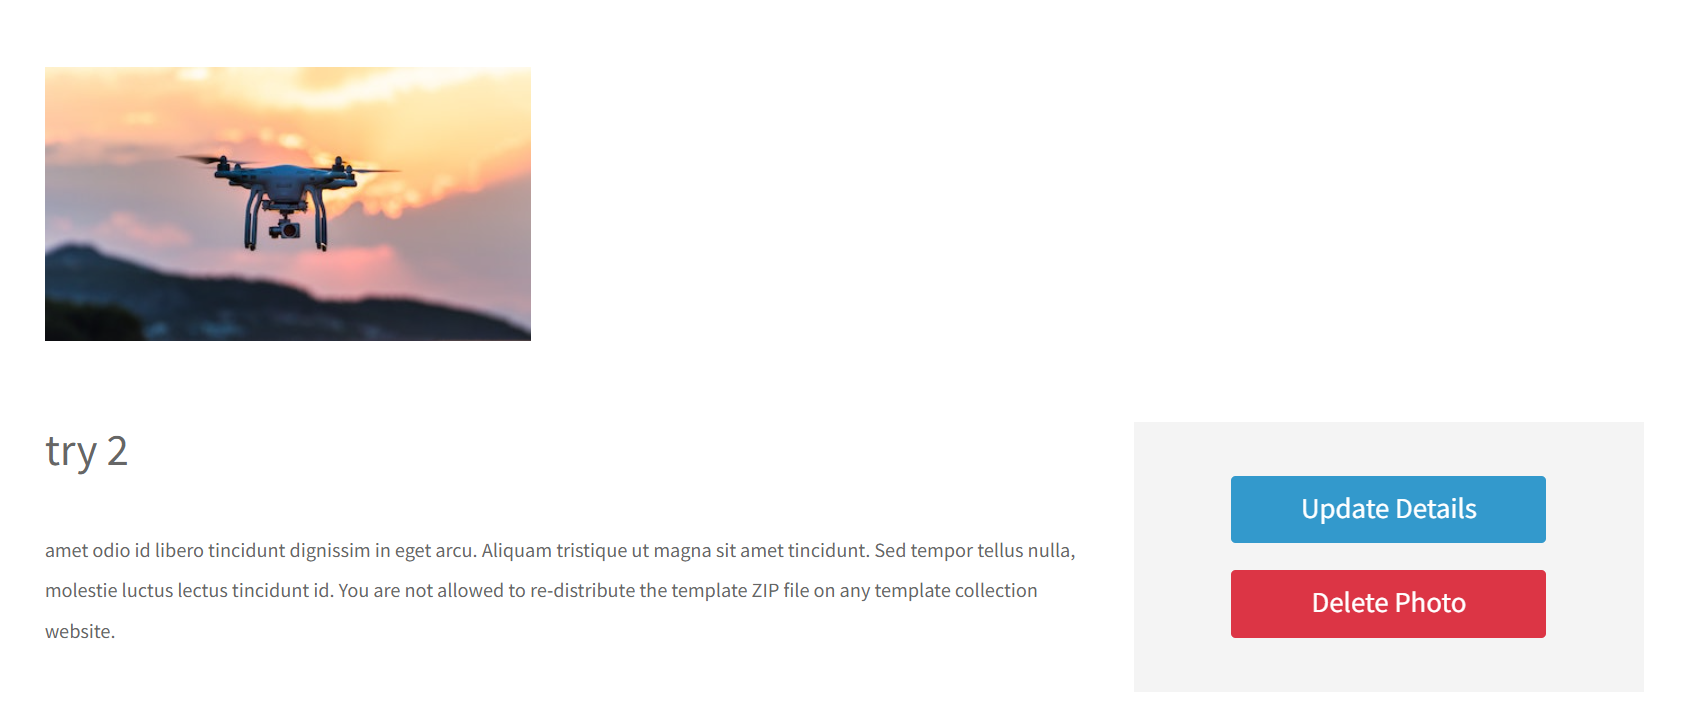 try 2
amet odio id libero tincidunt dignissim in eget arcu. Aliquam tristique ut magna sit amet tincidunt. Sed tempor tellus nulla,
molestie luctus lectus tincidunt id. You are not allowed to re-distribute the template ZIP file on any template collection
website.
Update Details
Delete Photo